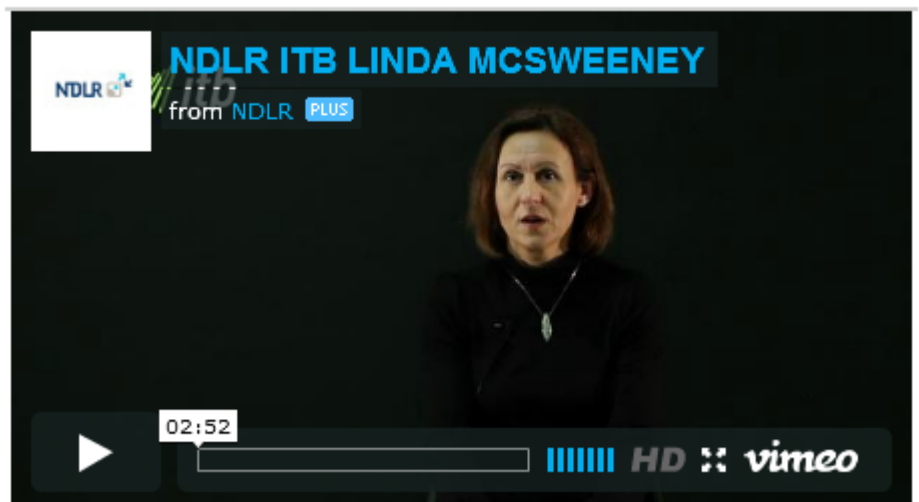 NDLR ITB LINDA MCSWEENEY
NDLR
itb
from NDLR PLUS
02:52
HD vimeo